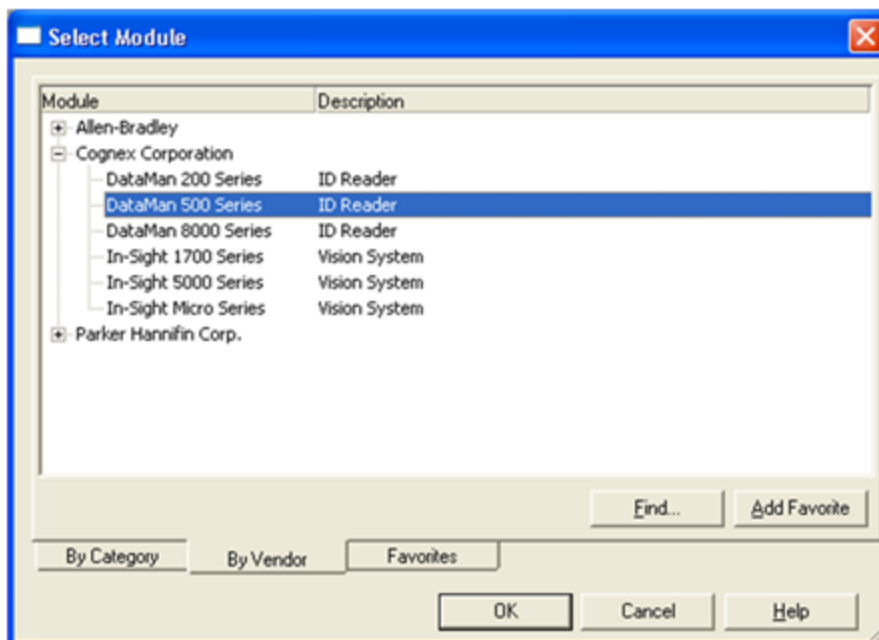 Select Module
Module Description
Allen-Bradley
Cognex Corporation
DataMan 200 Series ID Reader
DataMan 500 Series ID Reader
DataMan 8000 Series ID Reader
In-Sight 1700 Series Vision System
In-Sight 5000 Series Vision System
In-Sight Micro Series Vision System
Parker Hannifin Corp.
Find... Add Favorite
By Category By Vendor Favorites
OK Cancel Help